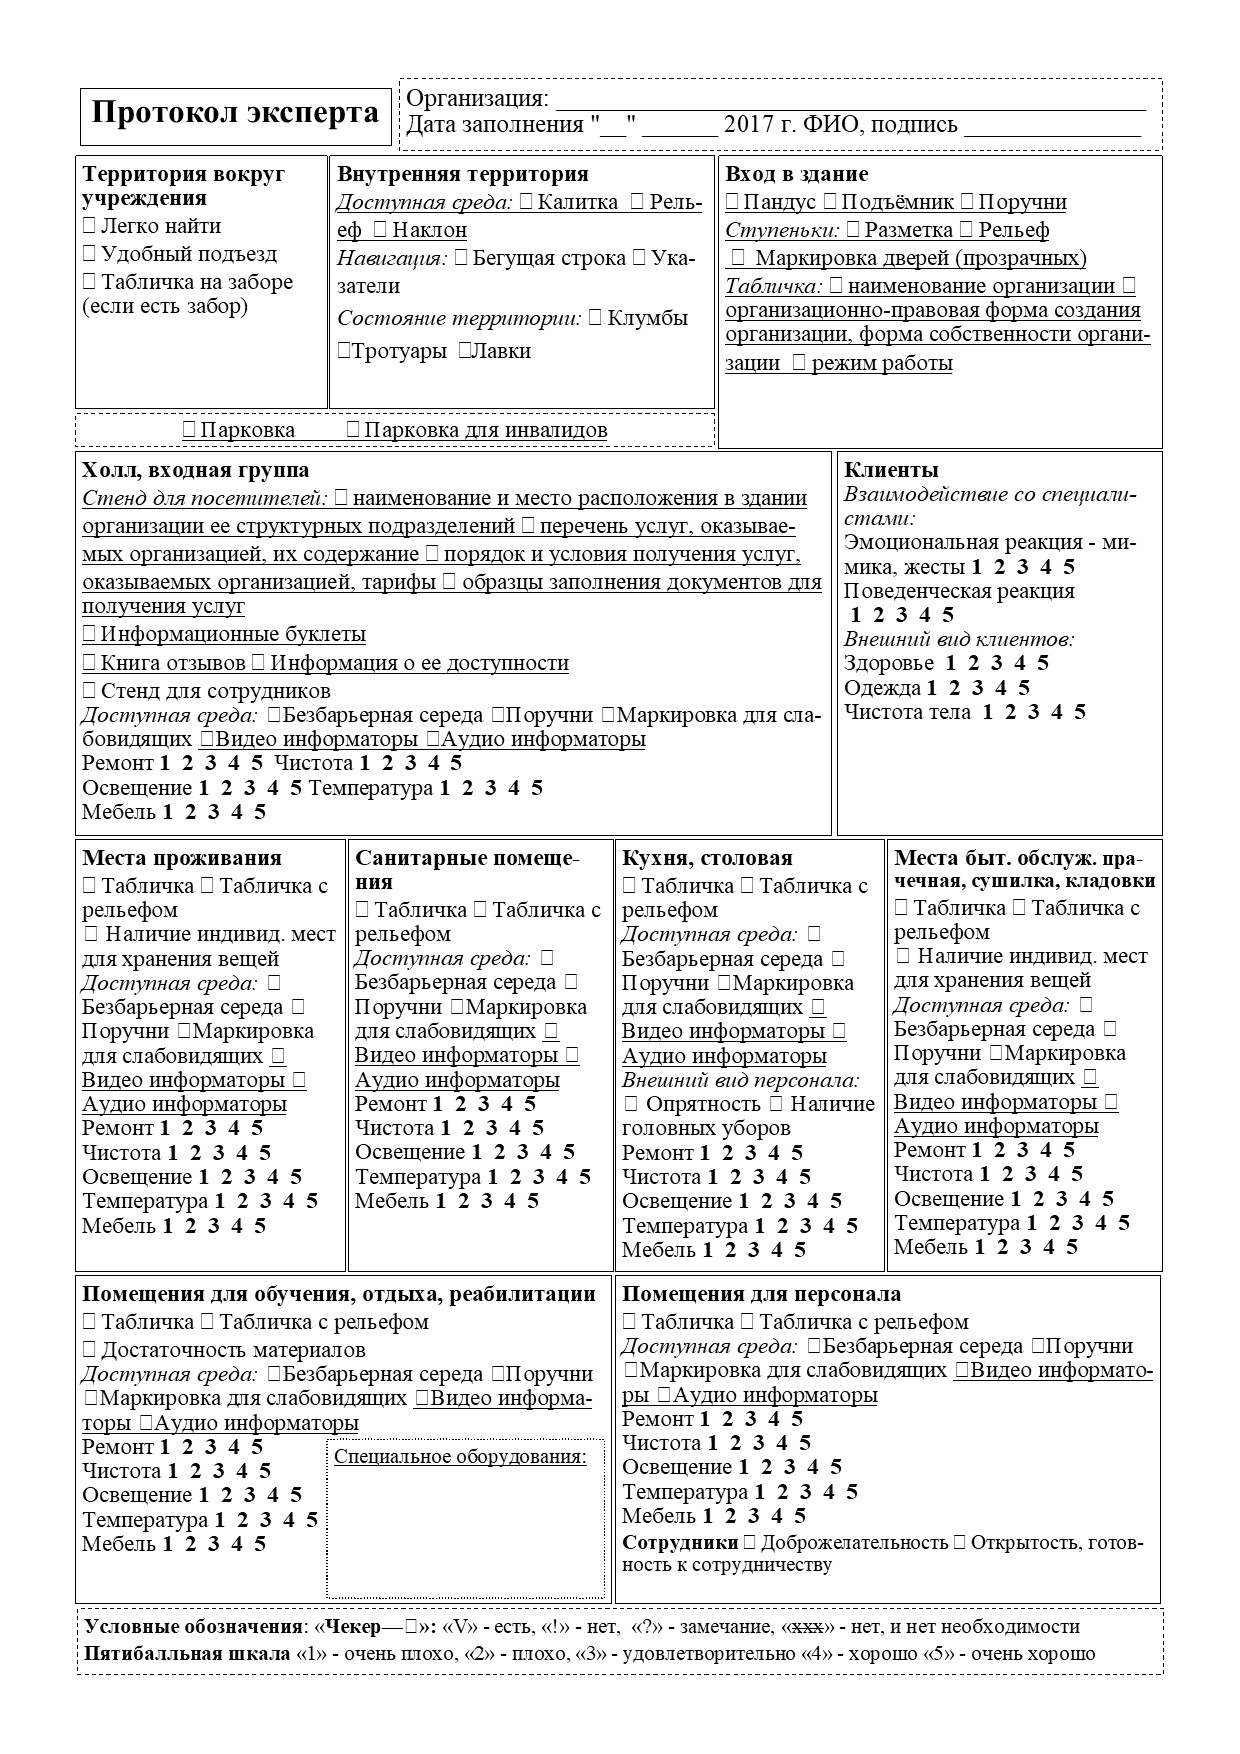 Протокол эксперта
Организация: _______________________________________________
Дата заполнения "__" ______ 2017 г. ФИО, подпись ______________
Территория вокруг
учреждения
☐ Легко найти
☐ Удобный подъезд
☐ Табличка на заборе
(если есть забор)
Внутренняя территория
Доступная среда: ☐ Калитка ☐ Рель-
еф ☐ Наклон
Навигация: ☐ Бегущая строка ☐ Ука-
затели
Состояние территории: ☐ Клумбы
☐Тротуары ☐Лавки
Вход в здание
☐ Пандус ☐ Подъёмник ☐ Поручни
Ступеньки: ☐ Разметка ☐ Рельеф
☐ Маркировка дверей (прозрачных)
Табличка: ☐ наименование организации ☐
организационно-правовая форма создания
организации, форма собственности органи-
зации ☐ режим работы
☐ Парковка ☐ Парковка для инвалидов
Холл, входная группа
Стенд для посетителей: ☐ наименование и место расположения в здании
организации ее структурных подразделений ☐ перечень услуг, оказывае-
мых организацией, их содержание ☐ порядок и условия получения услуг,
оказываемых организацией, тарифы ☐ образцы заполнения документов для
получения услуг
☐ Информационные буклеты
☐ Книга отзывов ☐ Информация о ее доступности
☐ Стенд для сотрудников
Доступная среда: ☐Безбарьерная середа ☐Поручни ☐Маркировка для сла-
бовидящих ☐Видео информаторы ☐Аудио информаторы
Ремонт 1 2 3 4 5 Чистота 1 2 3 4 5
Освещение 1 2 3 4 5 Температура 1 2 3 4 5
Мебель 1 2 3 4 5
Клиенты
Взаимодействие со специали-
стами:
Эмоциональная реакция - ми-
мика, жесты 1 2 3 4 5
Поведенческая реакция
1 2 3 4 5
Внешний вид клиентов:
Здоровье 1 2 3 4 5
Одежда 1 2 3 4 5
Чистота тела 1 2 3 4 5
Места проживания
☐ Табличка ☐ Табличка с
рельефом
☐ Наличие индивид. мест
для хранения вещей
Доступная среда: ☐
Безбарьерная середа ☐
Поручни ☐Маркировка
для слабовидящих ☐
Видео информаторы ☐
Аудио информаторы
Ремонт 1 2 3 4 5
Чистота 1 2 3 4 5
Освещение 1 2 3 4 5
Температура 1 2 3 4 5
Мебель 1 2 3 4 5
Санитарные помеще-
ния
☐ Табличка ☐ Табличка с
рельефом
Доступная среда: ☐
Безбарьерная середа ☐
Поручни ☐Маркировка
для слабовидящих ☐
Видео информаторы ☐
Аудио информаторы
Ремонт 1 2 3 4 5
Чистота 1 2 3 4 5
Освещение 1 2 3 4 5
Температура 1 2 3 4 5
Мебель 1 2 3 4 5
Кухня, столовая
☐ Табличка ☐ Табличка с
рельефом
Доступная среда: ☐
Безбарьерная середа ☐
Поручни ☐Маркировка
для слабовидящих ☐
Видео информаторы ☐
Аудио информаторы
Внешний вид персонала:
☐ Опрятность ☐ Наличие
головных уборов
Ремонт 1 2 3 4 5
Чистота 1 2 3 4 5
Освещение 1 2 3 4 5
Температура 1 2 3 4 5
Мебель 1 2 3 4 5
Места быт. обслуж. пра-
чечная, сушилка, кладовки
☐ Табличка ☐ Табличка с
рельефом
☐ Наличие индивид. мест
для хранения вещей
Доступная среда: ☐
Безбарьерная середа ☐
Поручни ☐Маркировка
для слабовидящих ☐
Видео информаторы ☐
Аудио информаторы
Ремонт 1 2 3 4 5
Чистота 1 2 3 4 5
Освещение 1 2 3 4 5
Температура 1 2 3 4 5
Мебель 1 2 3 4 5
Помещения для обучения, отдыха, реабилитации
☐ Табличка ☐ Табличка с рельефом
☐ Достаточность материалов
Доступная среда: ☐Безбарьерная середа ☐Поручни
☐Маркировка для слабовидящих ☐Видео информа-
торы ☐Аудио информаторы
Ремонт 1 2 3 4 5
Чистота 1 2 3 4 5
Освещение 1 2 3 4 5
Температура 1 2 3 4 5
Мебель 1 2 3 4 5
Специальное оборудования:
Помещения для персонала
☐ Табличка ☐ Табличка с рельефом
Доступная среда: ☐Безбарьерная середа ☐Поручни
☐Маркировка для слабовидящих ☐Видео информато-
ры ☐Аудио информаторы
Ремонт 1 2 3 4 5
Чистота 1 2 3 4 5
Освещение 1 2 3 4 5
Температура 1 2 3 4 5
Мебель 1 2 3 4 5
Сотрудники ☐ Доброжелательность ☐ Открытость, готов-
ность к сотрудничеству
Условные обозначения: «Чекер—☐»: «V» - есть, «!» - нет, «?» - замечание, «xxx» - нет, и нет необходимости
Пятибалльная шкала «1» - очень плохо, «2» - плохо, «3» - удовлетворительно «4» - хорошо «5» - очень хорошо